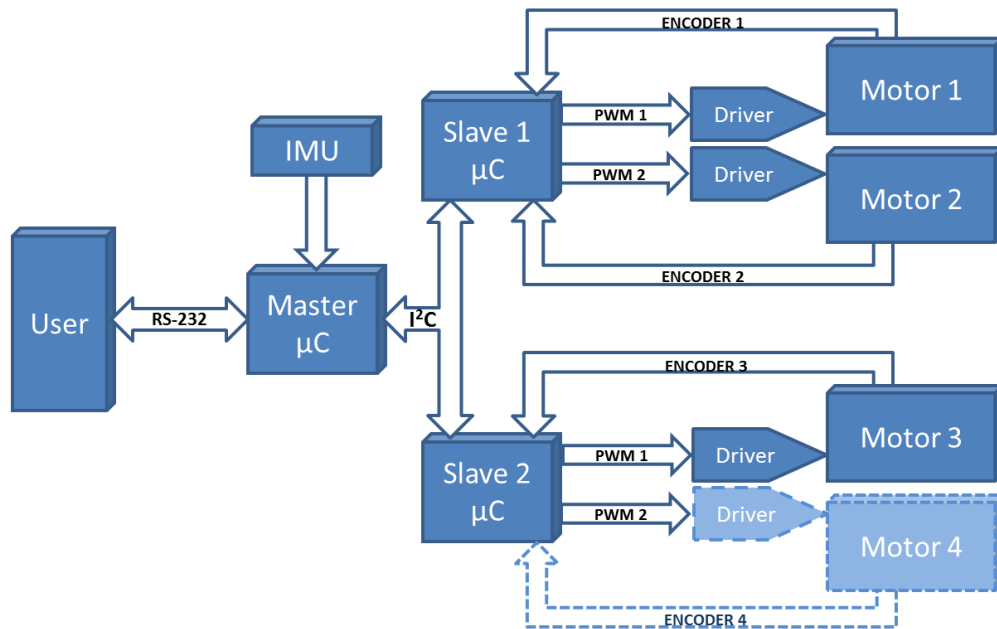 ENCODER 1
Motor 1
Slave 1
μC
PWM 1
Driver
PWM 2
Driver
Motor 2
IMU
ENCODER 2
User
RS-232
Master
μC
I²C
ENCODER 3
Motor 3
Slave 2
μC
PWM 1
Driver
PWM 2
Driver
Motor 4
ENCODER 4